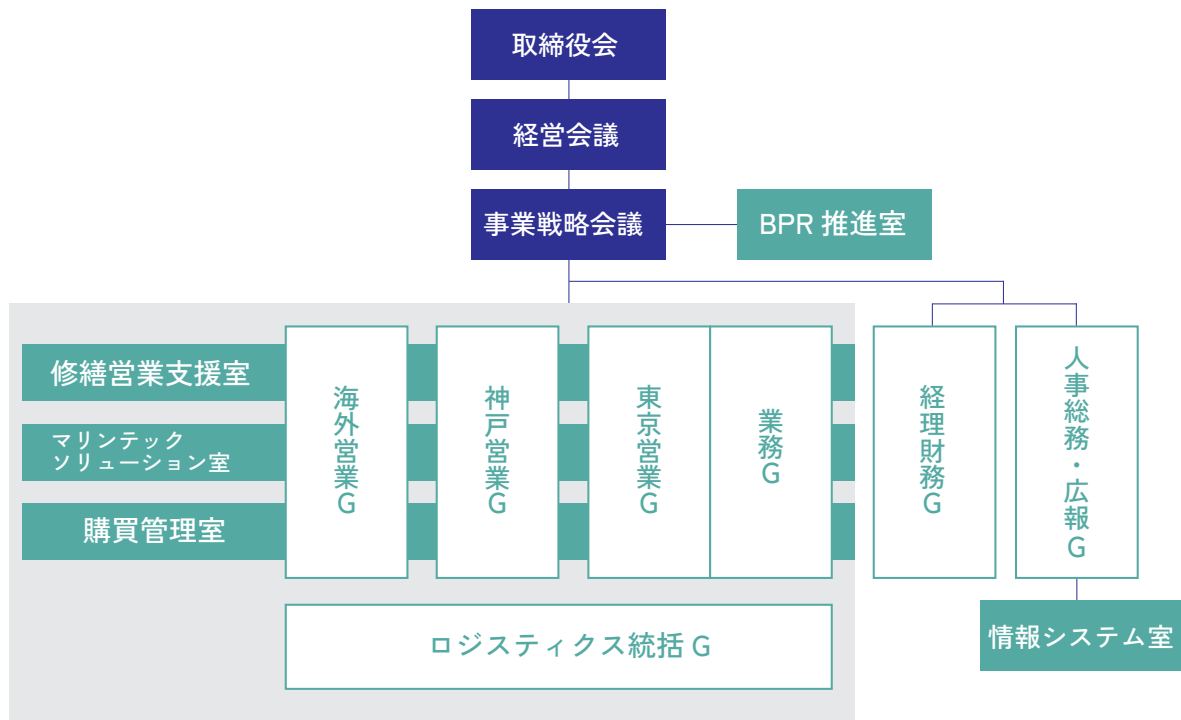 取締役会
経営会議
事業戦略会議
BPR 推進室
修繕営業支援室
マリンテック
ソリューション室
購買管理室
海外営業G
神戸営業G
東京営業G
業務G
経理財務G
人事総務・広報G
ロジスティクス統括 G
情報システム室